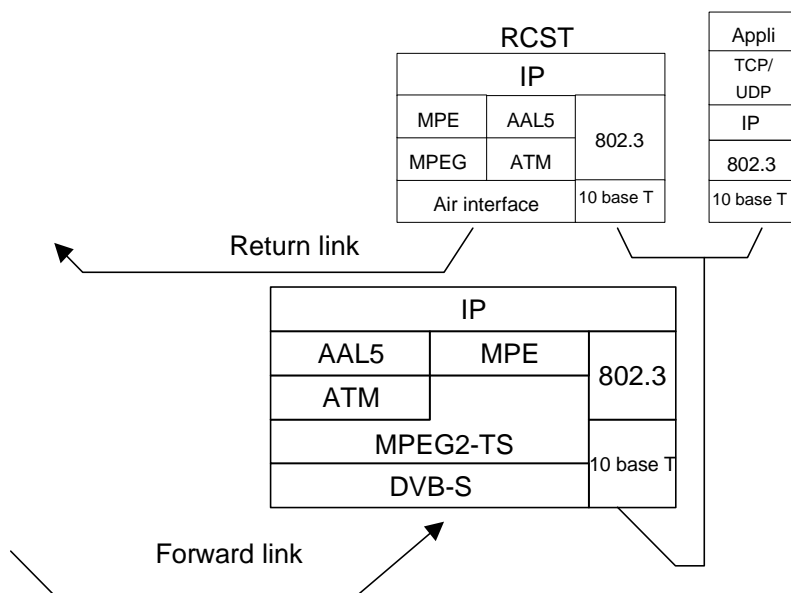 RCST
IP
MPE
AAL5
802.3
MPEG
ATM
Air interface
10 base T
Appli
TCP/
UDP
IP
802.3
10 base T
Return link
IP
AAL5
MPE
802.3
ATM
MPEG2-TS
10 base T
DVB-S
Forward link